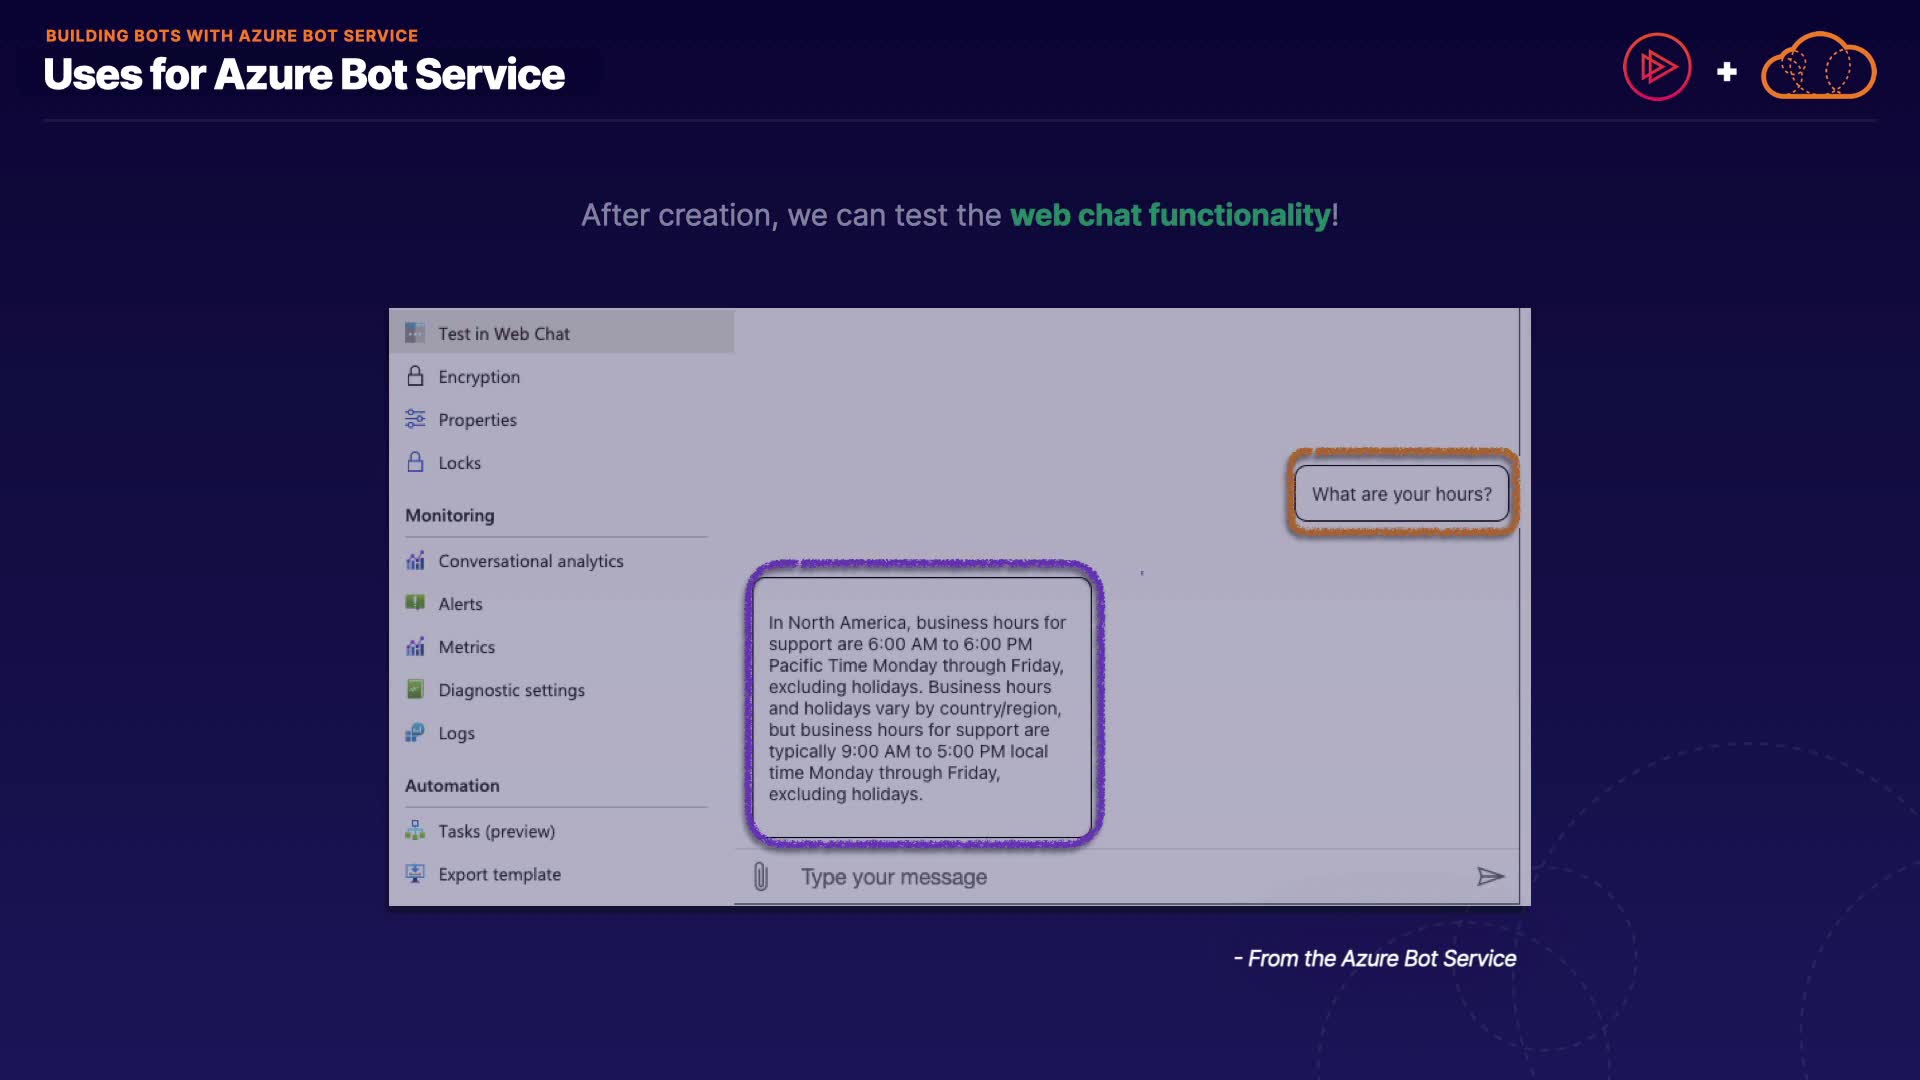 BUILDING BOTS WITH AZURE BOT SERVICE
Uses for Azure Bot Service
+
After creation, we can test the web chat functionality!
Test in Web Chat
Encryption
Properties
Locks
Monitoring
Conversational analytics
Alerts
Metrics
Diagnostic settings
Logs
Automation
Tasks (preview)
Export template
What are your hours?
In North America, business hours for
support are 6:00 AM to 6:00 PM
Pacific Time Monday through Friday,
excluding holidays. Business hours
and holidays vary by country/region,
but business hours for support are
typically 9:00 AM to 5:00 PM local
time Monday through Friday,
excluding holidays.
Type your message
- From the Azure Bot Service